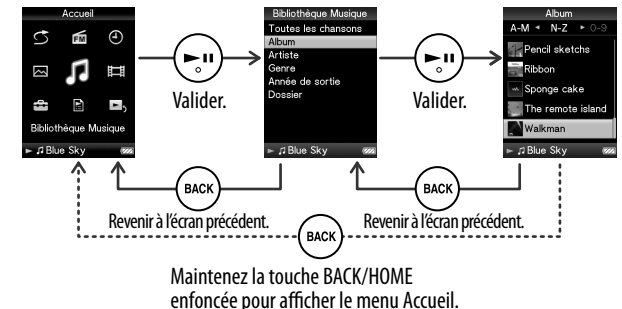 Accueil
FM
Bibliothèque Musique
Blue Sky
Valider.
Bibliothèque Musique
Toutes les chansons
Album
Artiste
Genre
Année de sortie
Dossier
Blue Sky
Valider.
Album
A-M N-Z 0-9
Pencil sketchs
Ribbon
Sponge cake
The remote island
Walkman
Blue Sky
BACK
Revenir à l'écran précédent.
BACK
Revenir à l'écran précédent.
BACK
Maintenez la touche BACK/HOME
enfoncée pour afficher le menu Accueil.